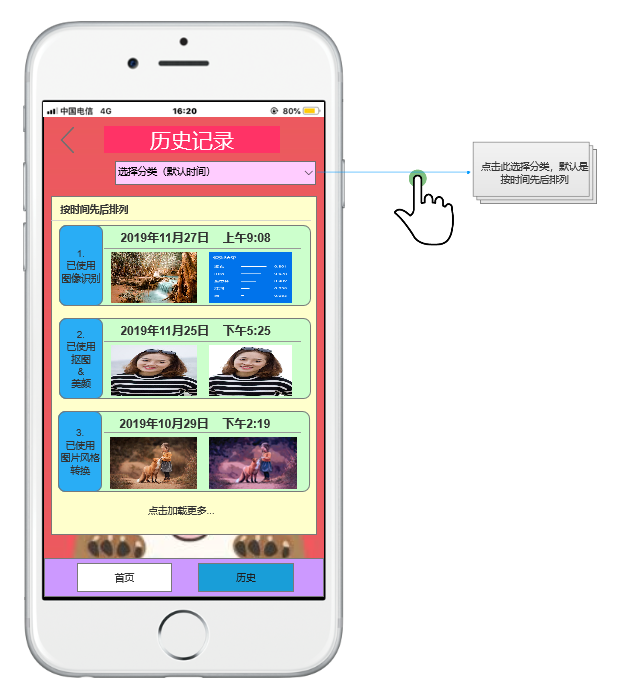 中国电信 4G 16:20 80%
历史记录
选择分类（默认时间）
点击此选择分类，默认是
按时间先后排列
按时间先后排列
2019年11月27日 上午9:08
1.
已使用
图像识别
2019年11月25日 下午5:25
2.
已使用
抠图
&
美颜
2019年10月29日 下午2:19
3.
已使用
图片风格
转换
点击加载更多...
首页
历史